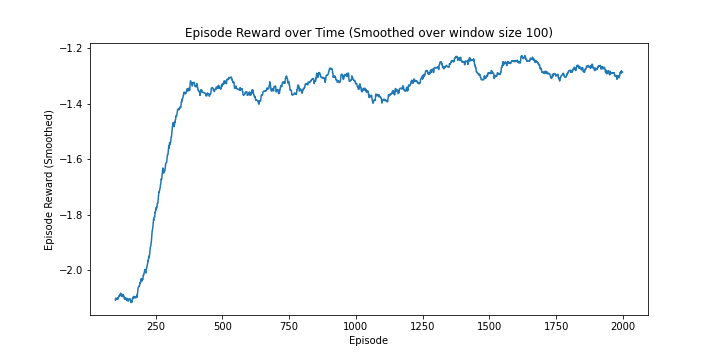 Episode Reward over Time (Smoothed over window size 100)
Episode Reward (Smoothed)
−1.2
−1.4
−1.6
−1.8
−2.0
250 500 750 1000 1250 1500 1750 2000
Episode